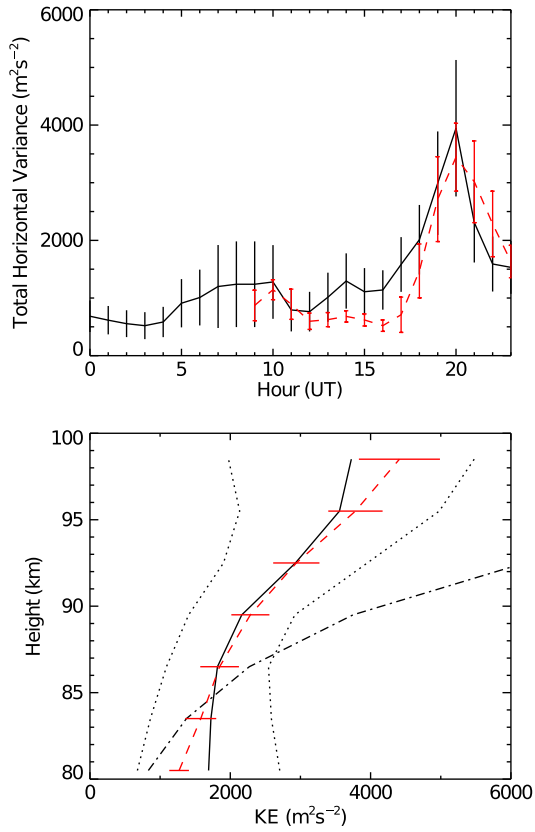 6000
4000
2000
0
Total Horizontal Variance (m²s⁻²)
0 5 10 15 20
Hour (UT)
100
95
90
85
80
Height (km)
0 2000 4000 6000
KE (m²s⁻²)